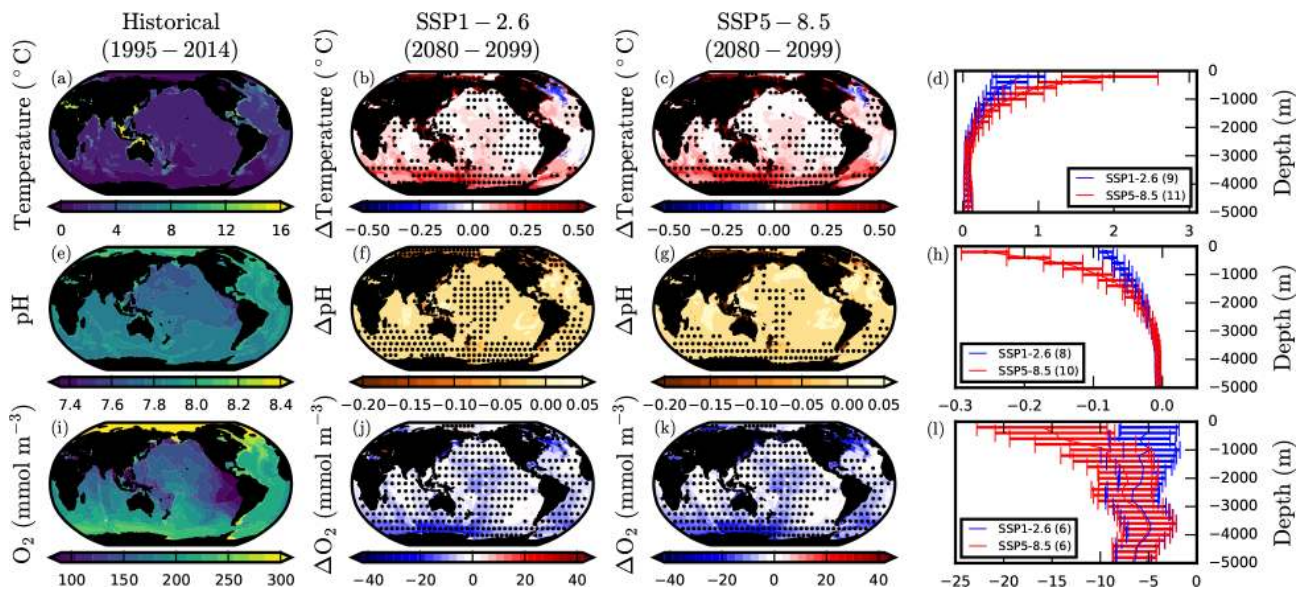 Historical
(1995 – 2014)
SSP1 – 2.6
(2080 – 2099)
SSP5 – 8.5
(2080 – 2099)
Temperature (°C)
(a)
0 4 8 12 16
ΔTemperature (°C)
(b)
−0.50 −0.25 0.00 0.25 0.50
ΔTemperature (°C)
(c)
−0.50 −0.25 0.00 0.25 0.50
(d)
SSP1-2.6 (9)
SSP5-8.5 (11)
0 1 2 3
0
−1000
−2000
−3000
−4000
−5000
Depth (m)
pH
(e)
7.4 7.6 7.8 8.0 8.2 8.4
ΔpH
(f)
−0.20 −0.15 −0.10 −0.05 0.00 0.05
ΔpH
(g)
−0.20 −0.15 −0.10 −0.05 0.00 0.05
(h)
SSP1-2.6 (8)
SSP5-8.5 (10)
−0.3 −0.2 −0.1 0.0
0
−1000
−2000
−3000
−4000
−5000
Depth (m)
O₂ (mmol m⁻³)
(i)
100 150 200 250 300
ΔO₂ (mmol m⁻³)
(j)
−40 −20 0 20 40
ΔO₂ (mmol m⁻³)
(k)
−40 −20 0 20 40
(l)
SSP1-2.6 (6)
SSP5-8.5 (6)
−25 −20 −15 −10 −5 0
0
−1000
−2000
−3000
−4000
−5000
Depth (m)